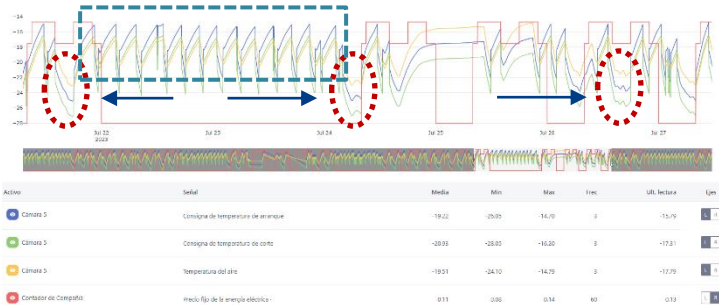 -14
-16
-18
-19
-20
-22
-24
-26
-28
Jul 22
2023
Jul 23
Jul 24
Jul 25
Jul 26
Jul 27
Activo Señal Media Min Max Frec Ult. lectura Ejes
Cámara 5 Consigna de temperatura de arranque -19.22 -26.05 -14.70 3 -15.79 L R
Cámara 5 Consigna de temperatura de corte -20.93 -28.05 -16.20 3 -17.31 L R
Cámara 5 Temperatura del aire -19.51 -24.10 -14.79 3 -17.79 L R
Contador de Compañía Precio fijo de la energía eléctrica - 0.11 0.08 0.14 60 0.13 L R